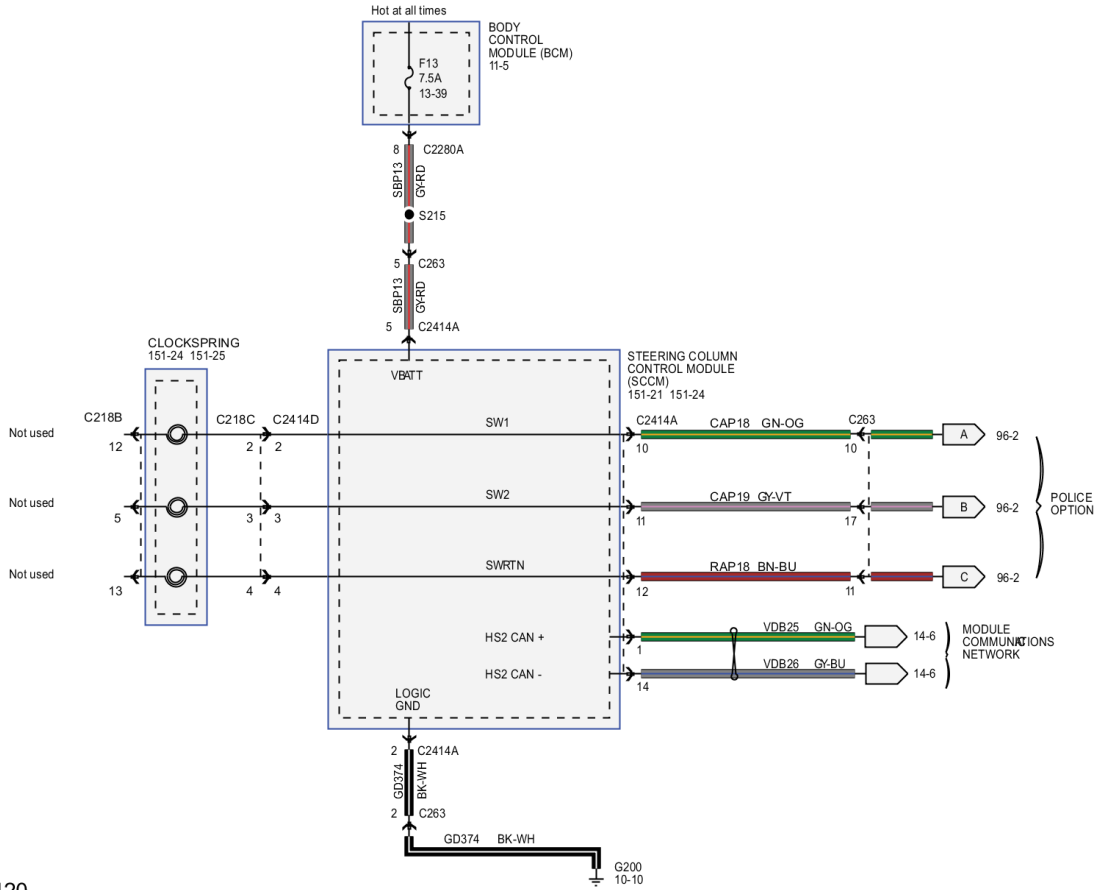 Hot at all times
BODY
CONTROL
MODULE (BCM)
11-5
F13
7.5A
13-39
8 C2280A
SBP13
GY-RD
S215
5 C263
SBP13
GY-RD
5 C2414A
CLOCKSPRING
151-24 151-25
STEERING COLUMN
CONTROL MODULE
(SCCM)
151-21 151-24
VBATT
C218B
C218C C2414D
SW1
C2414A
CAP18 GN-OG
C263
Not used
12
2 2
10
10
A
96-2
SW2
CAP19 GY-VT
Not used
5
3 3
11
17
B
96-2
POLICE
OPTION
SWRTN
RAP18 BN-BU
Not used
13
4 4
12
11
C
96-2
HS2 CAN +
1
VDB25 GN-OG
14-6
HS2 CAN -
14
VDB26 GY-BU
14-6
MODULE
COMMUNICATIONS
NETWORK
LOGIC
GND
2 C2414A
GD374
BK-WH
2 C263
GD374 BK-WH
G200
10-10